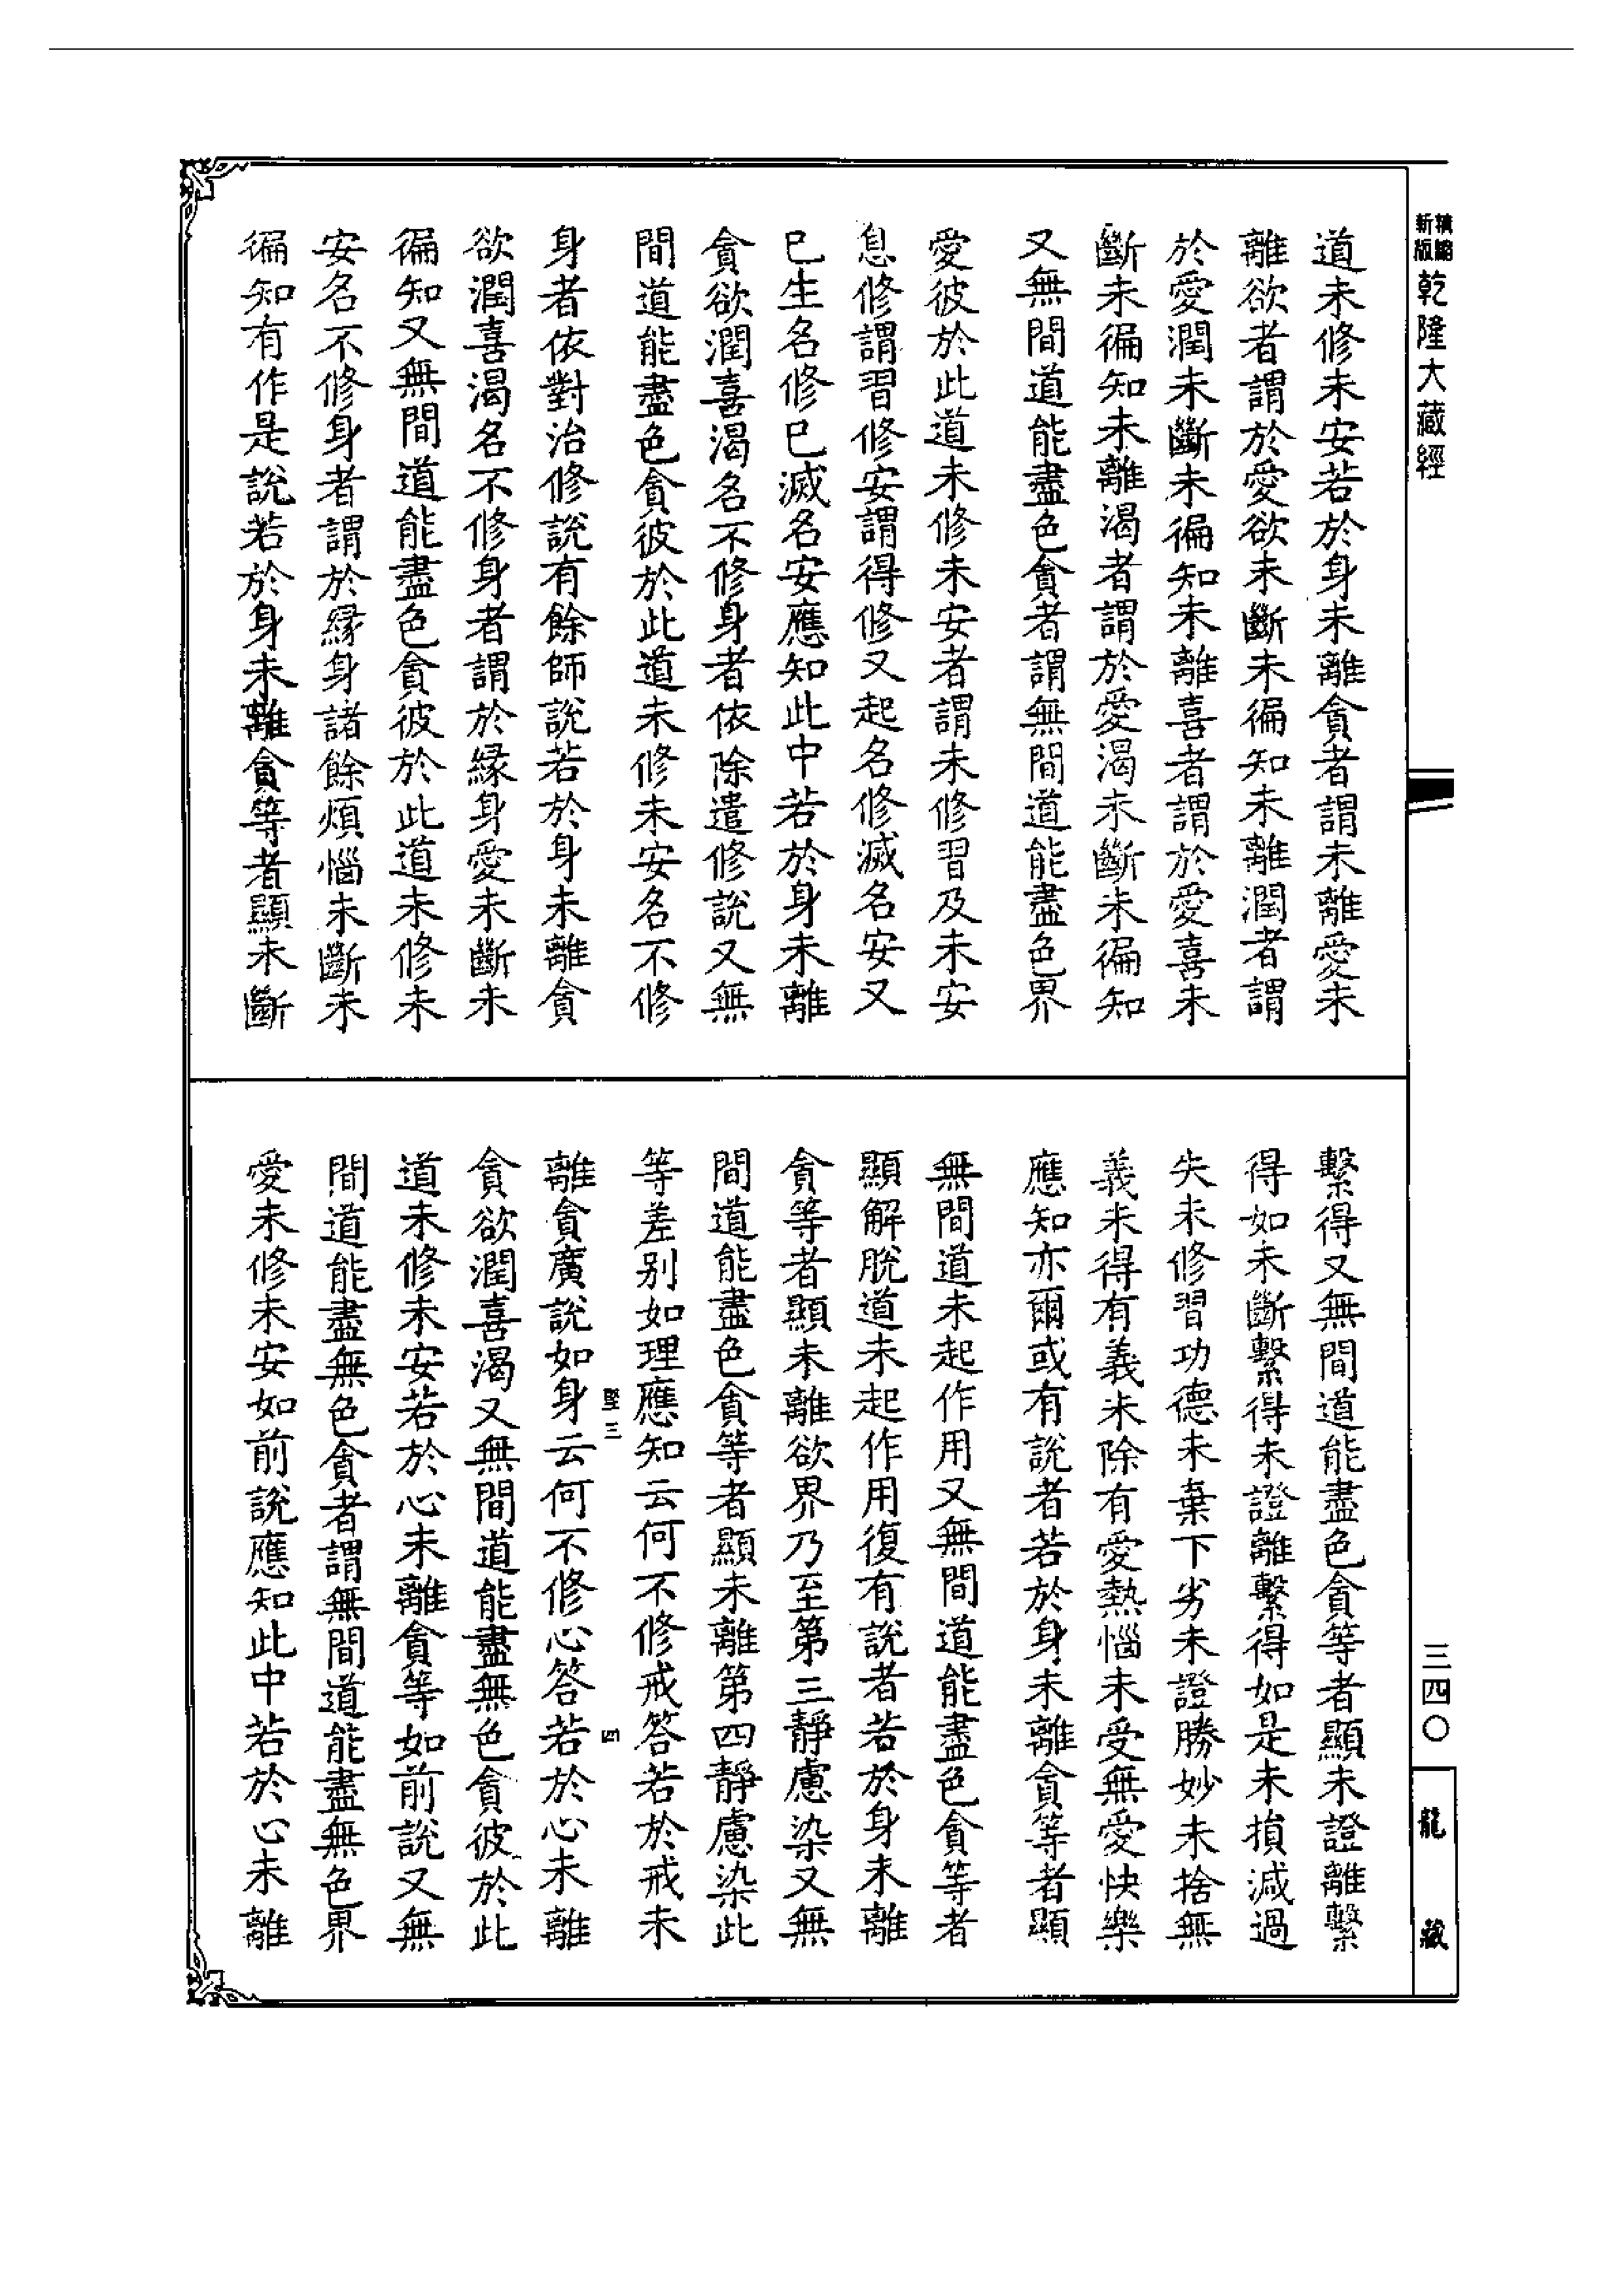 道未修未安若於身未離貪者謂未離愛未
離欲者謂於愛欲未斷未徧知未離潤者謂
於愛潤未斷未徧知未離喜者謂於愛喜未
斷未徧知未離渴者謂於愛渴未斷未徧知
又無間道能盡色貪者謂無間道能盡色界
愛彼於此道未修未安者謂未修習及未安
息修謂習修安謂得修又起名修滅名安又
已生名修已滅名安應知此中若於身未離
貪欲潤喜渴名不修身者依除遣修說又無
間道能盡色貪彼於此道未修未安名不修
身者依對治修說有餘師說若於身未離貪
欲潤喜渴名不修身者謂於緣身愛未斷未
徧知又無間道能盡色貪彼於此道未修未
安名不修身者謂於緣身諸餘煩惱未斷未
徧知有作是說若於身未離貪等者顯未斷
繫得又無間道能盡色貪等者顯未證離繫
得如未斷繫得未證離繫得如是未損減過
失未修習功德未棄下劣未證勝妙未捨無
義未得有義未除有愛熱惱未受無愛快樂
應知亦爾或有說者若於身未離貪等者顯
無間道未起作用又無間道能盡色貪等者
顯解脫道未起作用復有說者若於身未離
貪等者顯未離欲界乃至第三靜慮染又無
間道能盡色貪等者顯未離第四靜慮染此
等差別如理應知云何不修戒答若於戒未
離貪廣說如身云何不修心答若於心未離
貪欲潤喜渴又無間道能盡無色貪彼於此
道未修未安若於心未離貪等如前說又無
間道能盡無色貪者謂無間道能盡無色界
愛未修未安如前說應知此中若於心未離
三
四
新版
精縮
乾隆大藏經
三四〇
龍藏